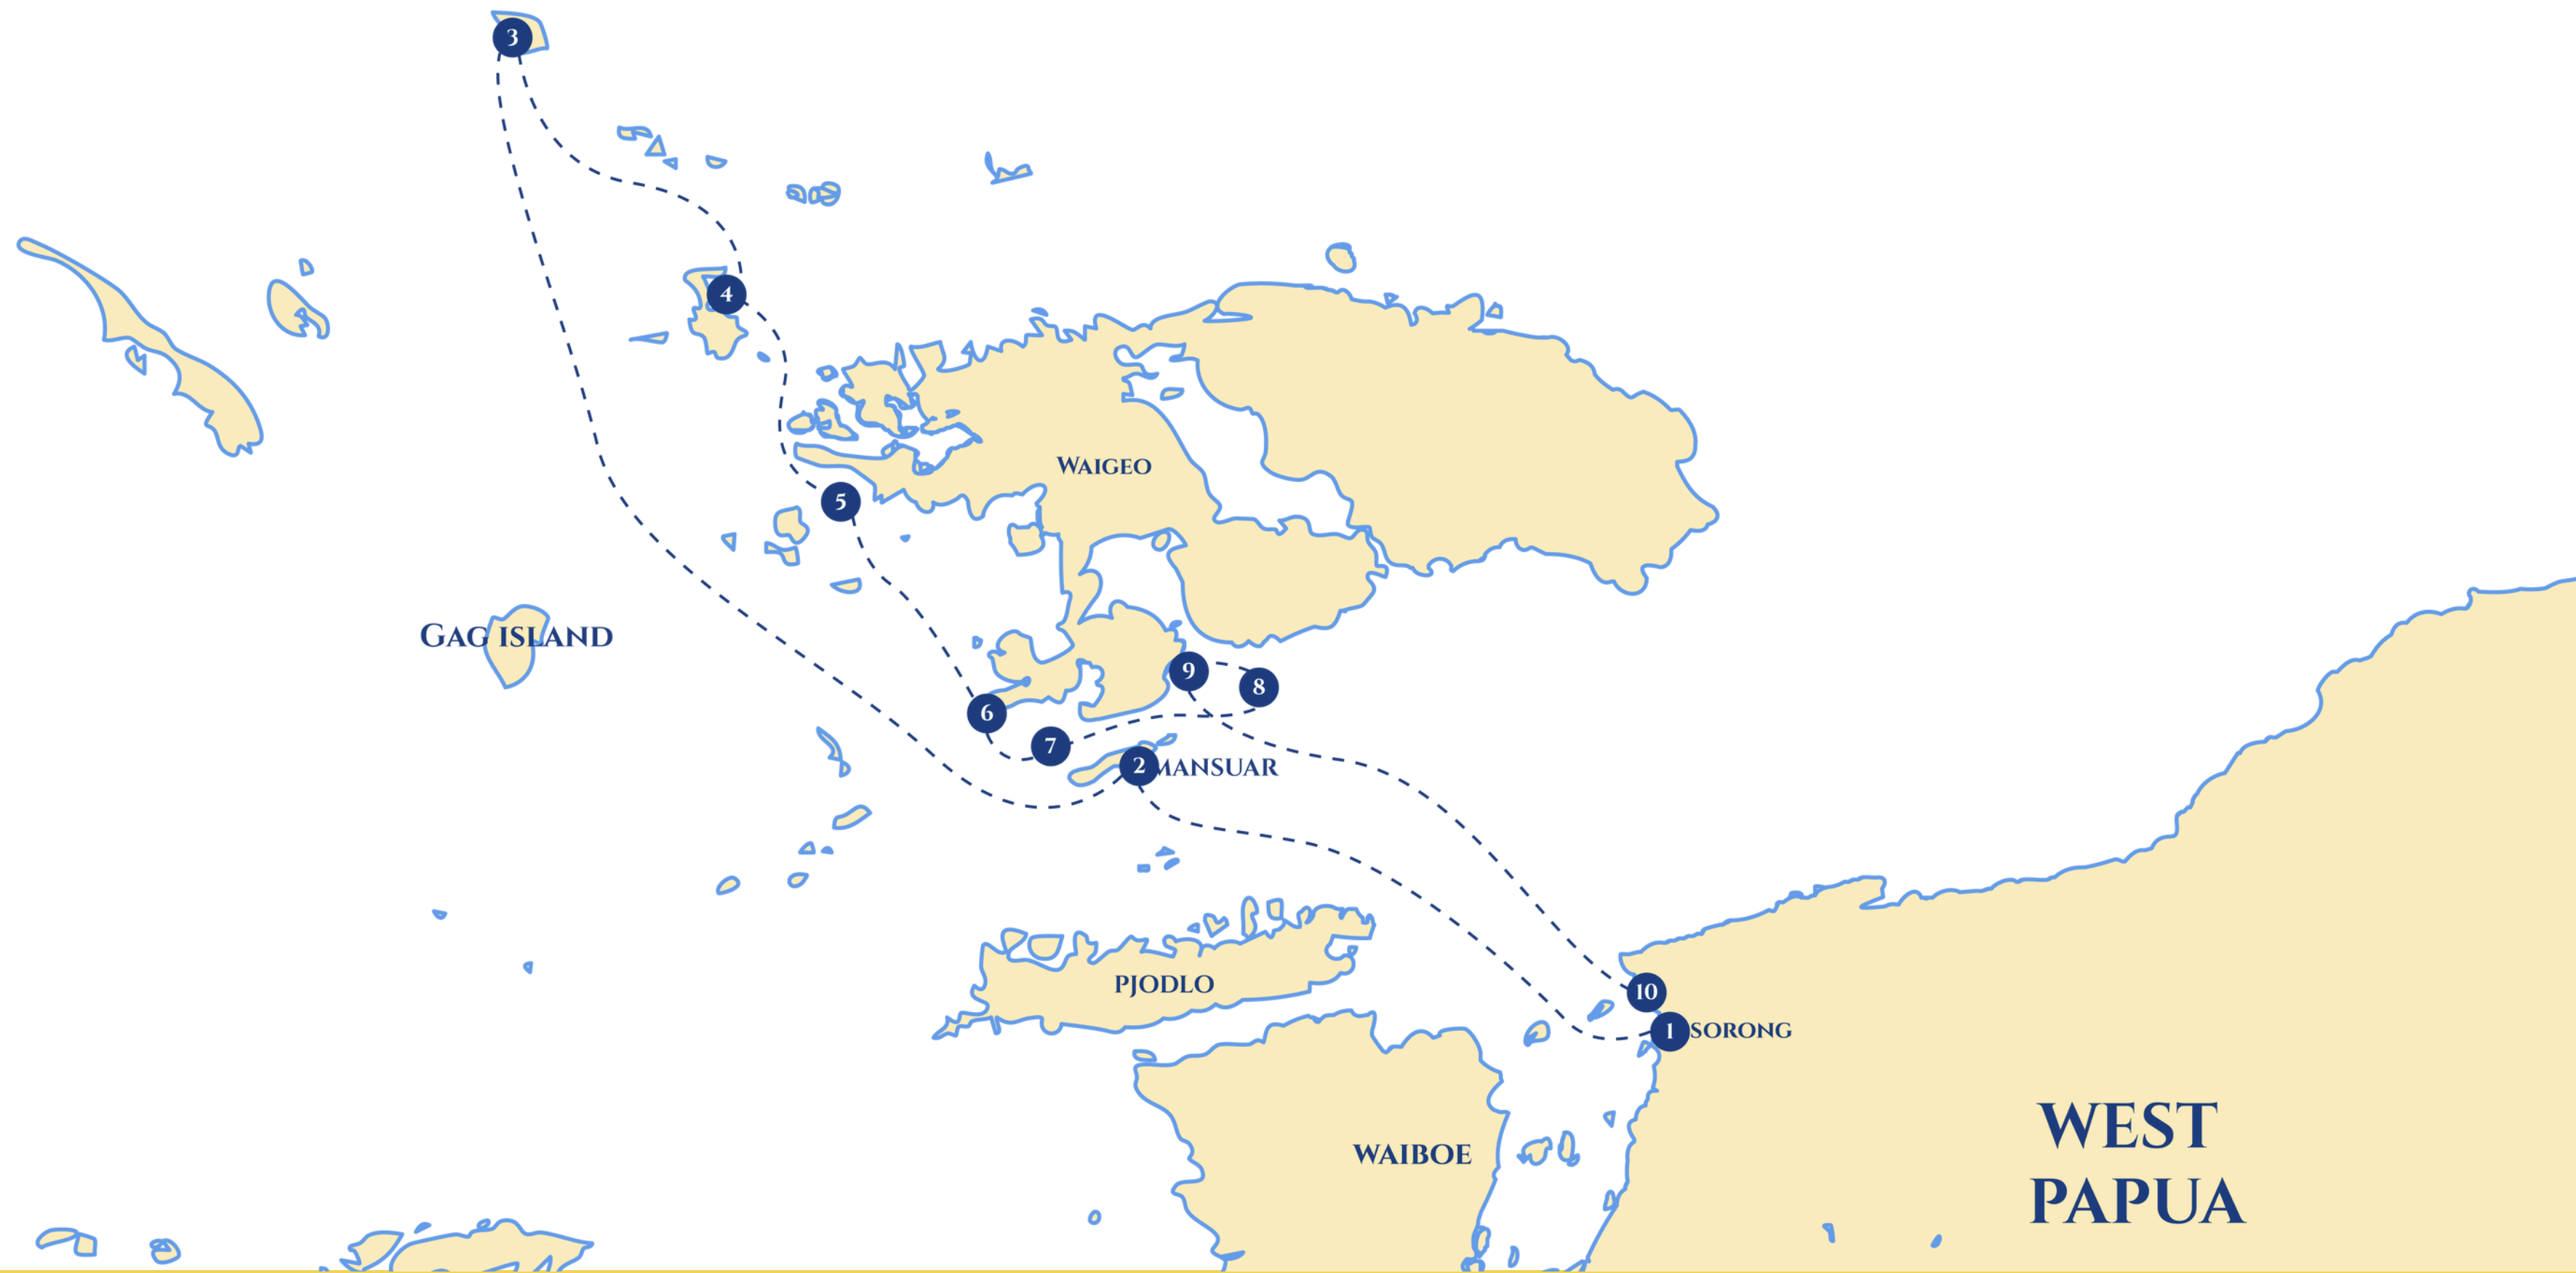 3
4
WAIGEO
5
GAG ISLAND
9
8
6
7
2
MANSUAR
PJODLO
10
1
SORONG
WAIBOE
WEST
PAPUA